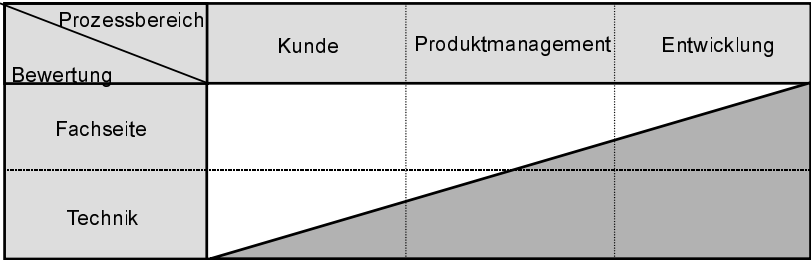 Prozessbereich
Bewertung
Kunde
Produktmanagement
Entwicklung
Fachseite
Technik